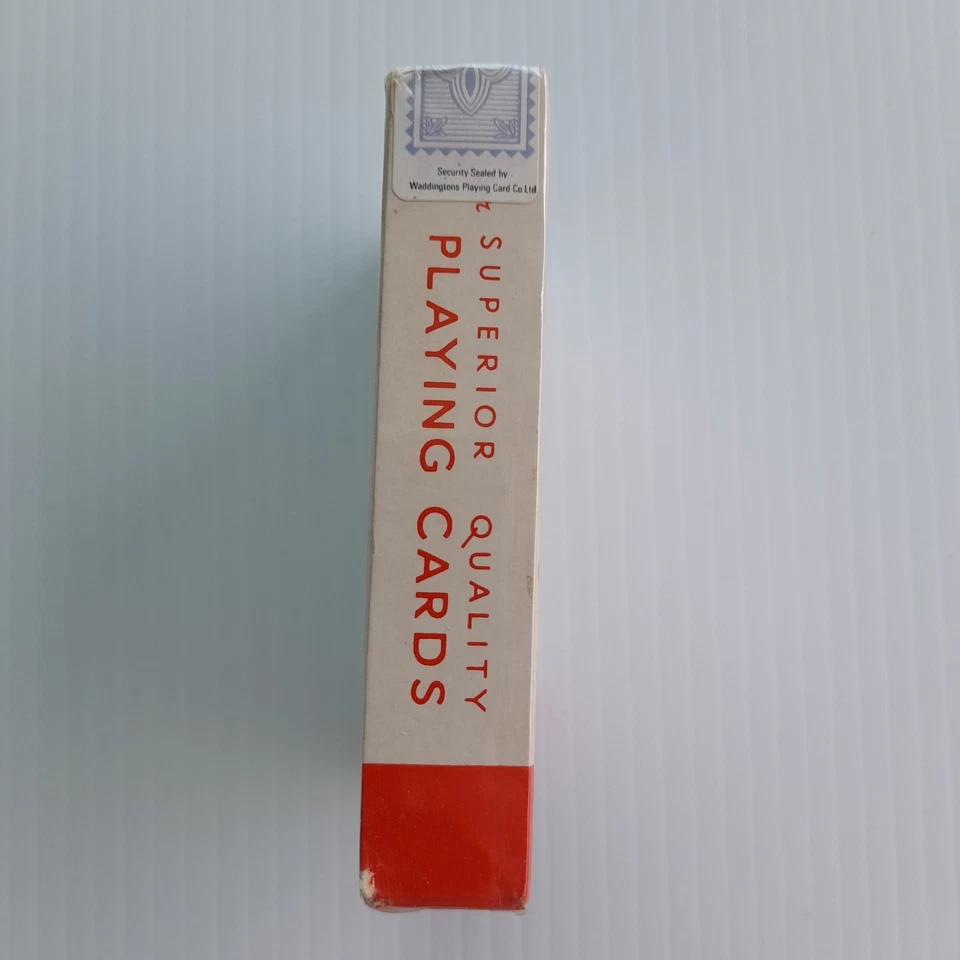 Security Sealed by
Waddingtons Playing Card Co Ltd
SUPERIOR QUALITY
PLAYING CARDS